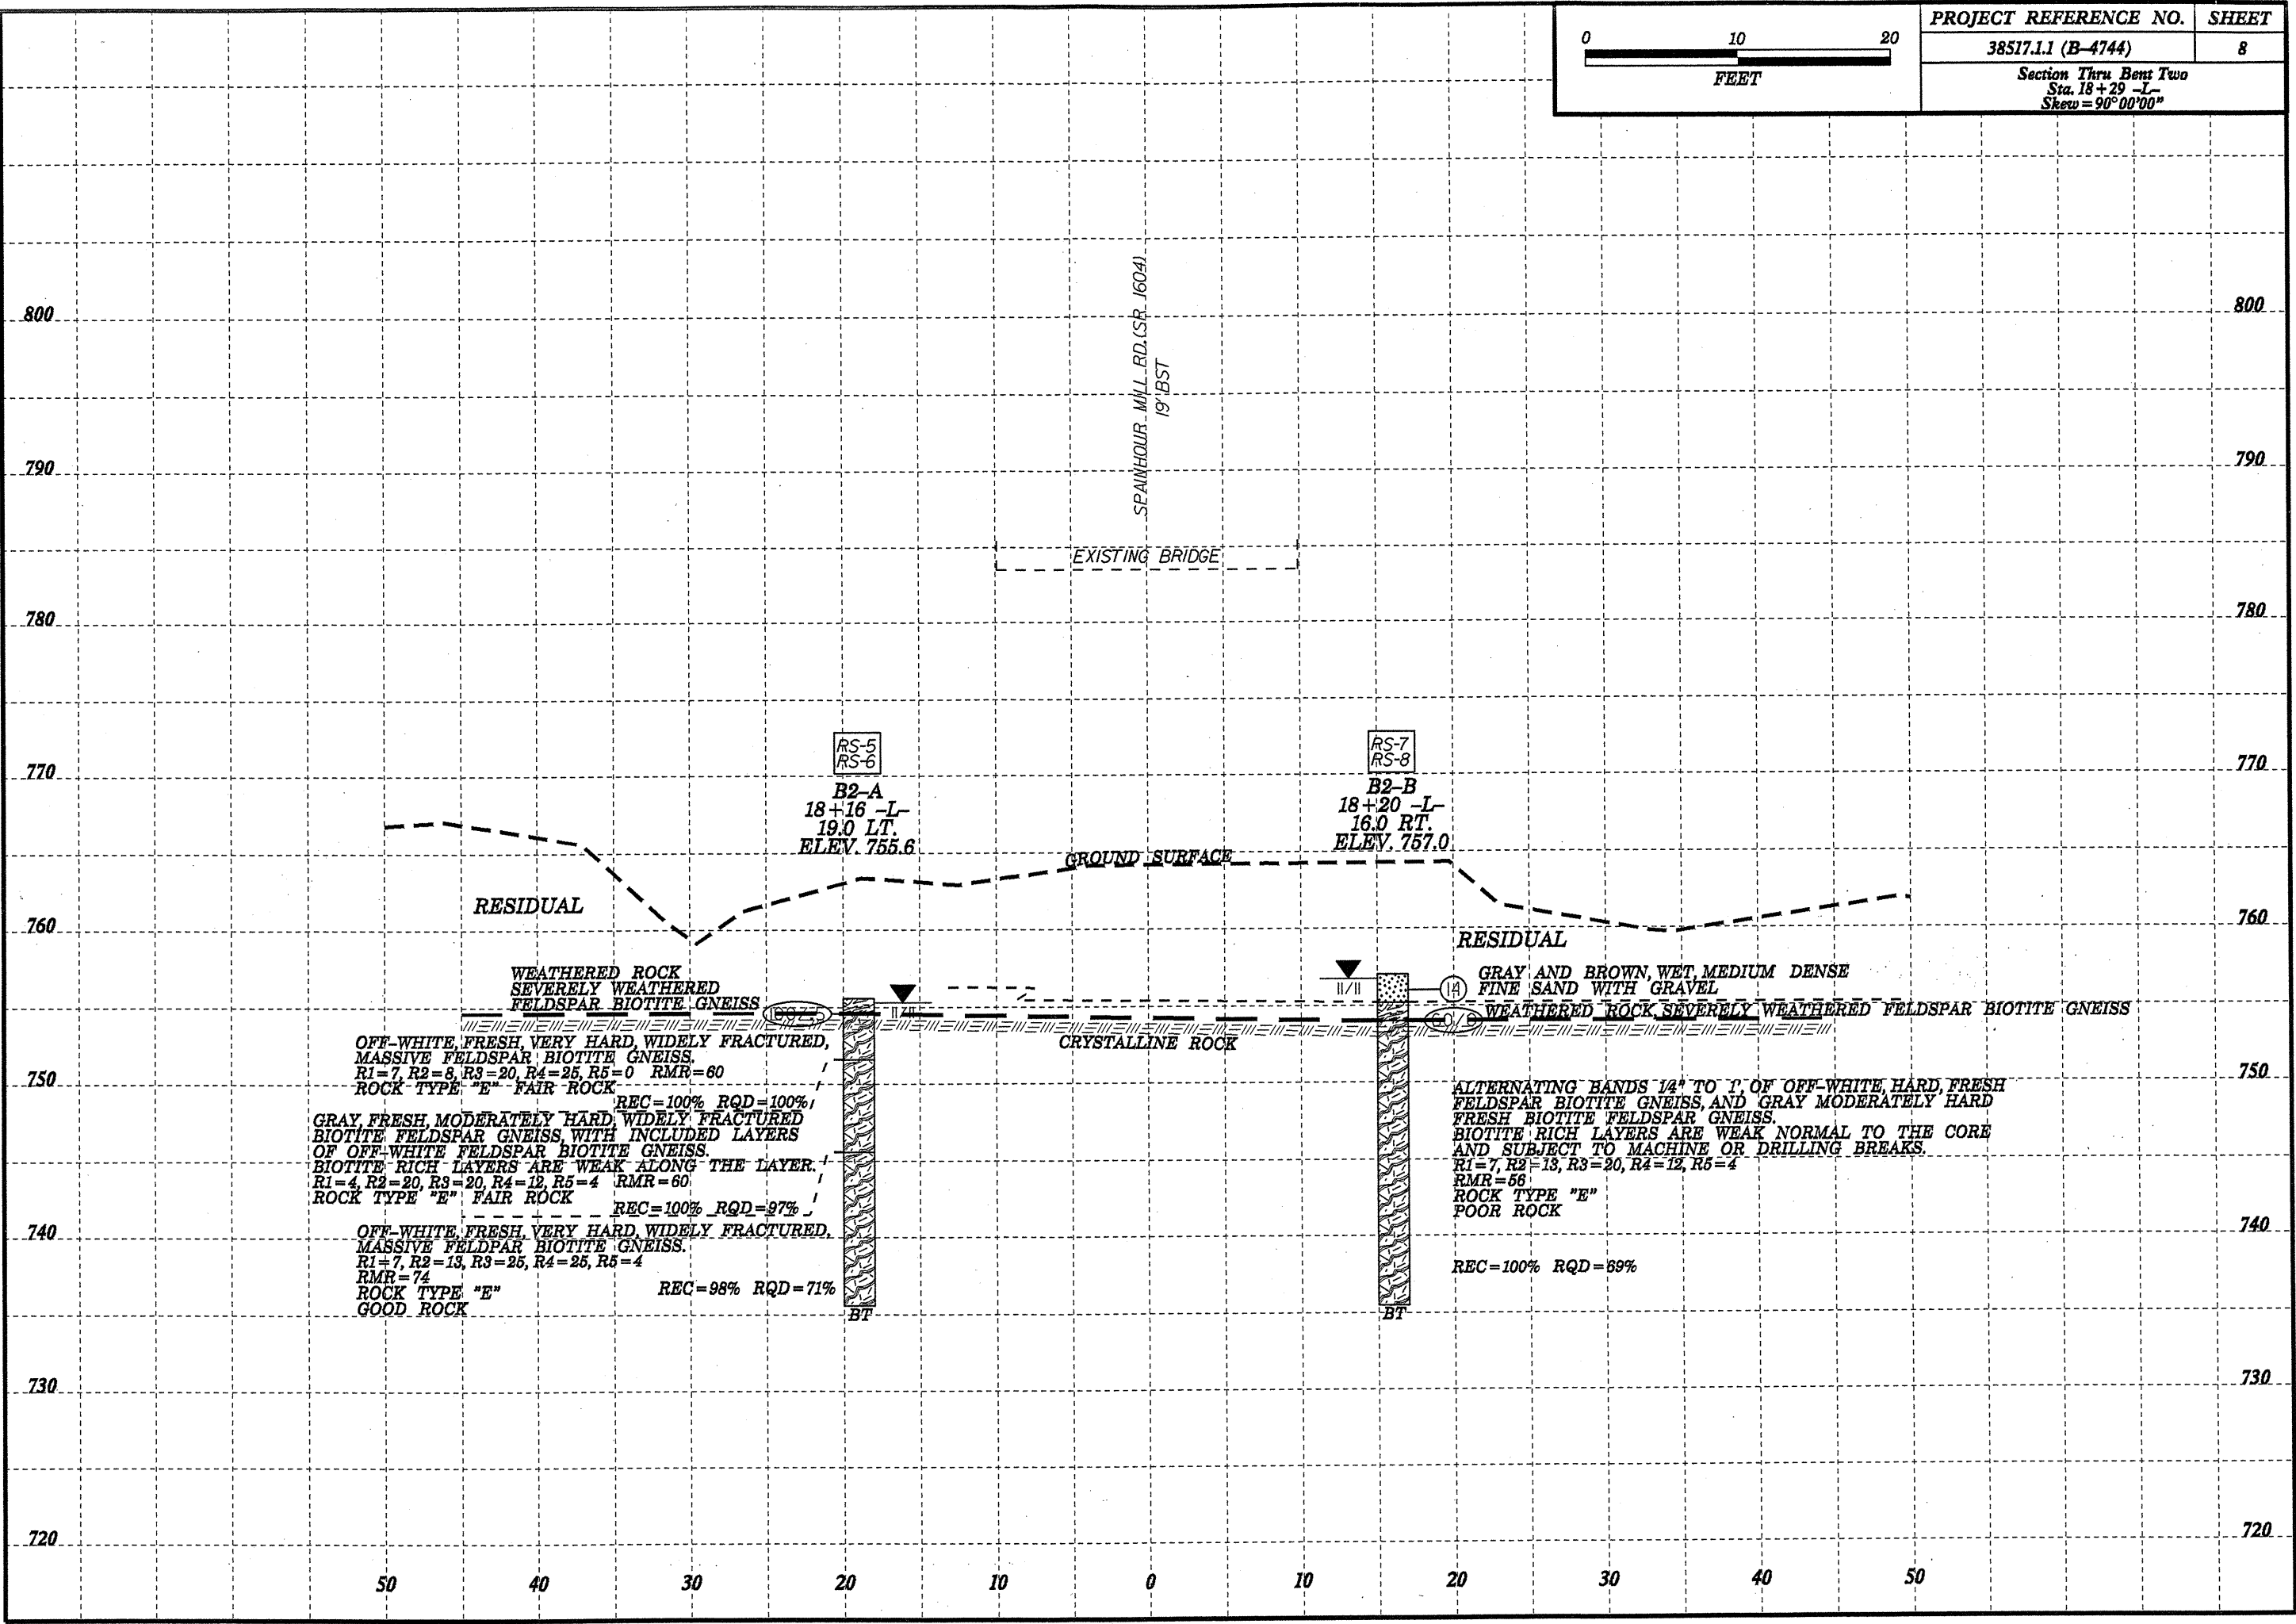 0 10 20
FEET
PROJECT REFERENCE NO. SHEET
38517.1.1 (B-4744) 8
Section Thru Bent Two
Sta. 18+29 -L-
Skew=90°00'00"
SPAINHOUR MILL RD.(SR 1604)
19' BST
800 800
790 790
EXISTING BRIDGE
780 780
770 770
RS-5
RS-6
B2-A
18+16 -L-
19.0 LT.
ELEV. 755.6
RS-7
RS-8
B2-B
18+20 -L-
16.0 RT.
ELEV. 757.0
GROUND SURFACE
RESIDUAL
760 760
RESIDUAL
WEATHERED ROCK
SEVERELY WEATHERED
FELDSPAR BIOTITE GNEISS
11/11
11/11
14
GRAY AND BROWN, WET, MEDIUM DENSE
FINE SAND WITH GRAVEL
WEATHERED ROCK, SEVERELY WEATHERED FELDSPAR BIOTITE GNEISS
CRYSTALLINE ROCK
OFF-WHITE, FRESH, VERY HARD, WIDELY FRACTURED,
MASSIVE FELDSPAR BIOTITE GNEISS.
R1=7, R2=8, R3=20, R4=25, R5=0 RMR=60
ROCK TYPE "E" FAIR ROCK
REC=100% RQD=100%
750 750
GRAY, FRESH, MODERATELY HARD, WIDELY FRACTURED
BIOTITE FELDSPAR GNEISS, WITH INCLUDED LAYERS
OF OFF-WHITE FELDSPAR BIOTITE GNEISS.
BIOTITE RICH LAYERS ARE WEAK ALONG THE LAYER.
R1=4, R2=20, R3=20, R4=12, R5=4 RMR=60
ROCK TYPE "E" FAIR ROCK
REC=100% RQD=97%
740 740
OFF-WHITE, FRESH, VERY HARD, WIDELY FRACTURED,
MASSIVE FELDPAR BIOTITE GNEISS.
R1=7, R2=13, R3=25, R4=25, R5=4
RMR=74
ROCK TYPE "E"
GOOD ROCK
REC=98% RQD=71%
BT
ALTERNATING BANDS 1/4" TO 1', OF OFF-WHITE, HARD, FRESH
FELDSPAR BIOTITE GNEISS, AND GRAY MODERATELY HARD
FRESH BIOTITE FELDSPAR GNEISS.
BIOTITE RICH LAYERS ARE WEAK NORMAL TO THE CORE
AND SUBJECT TO MACHINE OR DRILLING BREAKS.
R1=7, R2=13, R3=20, R4=12, R5=4
RMR=56
ROCK TYPE "E"
POOR ROCK
REC=100% RQD=69%
BT
730 730
720 720
50 40 30 20 10 0 10 20 30 40 50